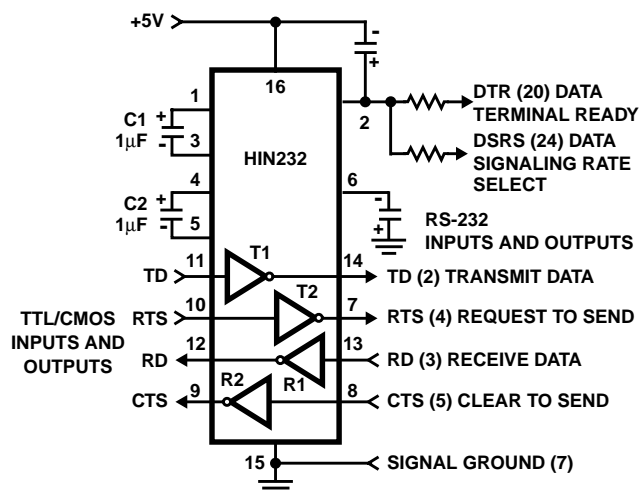 +5V
-
+
16
1
2
DTR (20) DATA
TERMINAL READY
C1
1μF
+
-
3
HIN232
DSRS (24) DATA
SIGNALING RATE
SELECT
4
6
C2
1μF
+
-
5
-
+
RS-232
INPUTS AND OUTPUTS
TD
11
T1
14
TD (2) TRANSMIT DATA
TTL/CMOS
INPUTS AND
OUTPUTS
RTS
10
T2
7
RTS (4) REQUEST TO SEND
RD
12
R1
13
RD (3) RECEIVE DATA
CTS
9
R2
8
CTS (5) CLEAR TO SEND
15
SIGNAL GROUND (7)